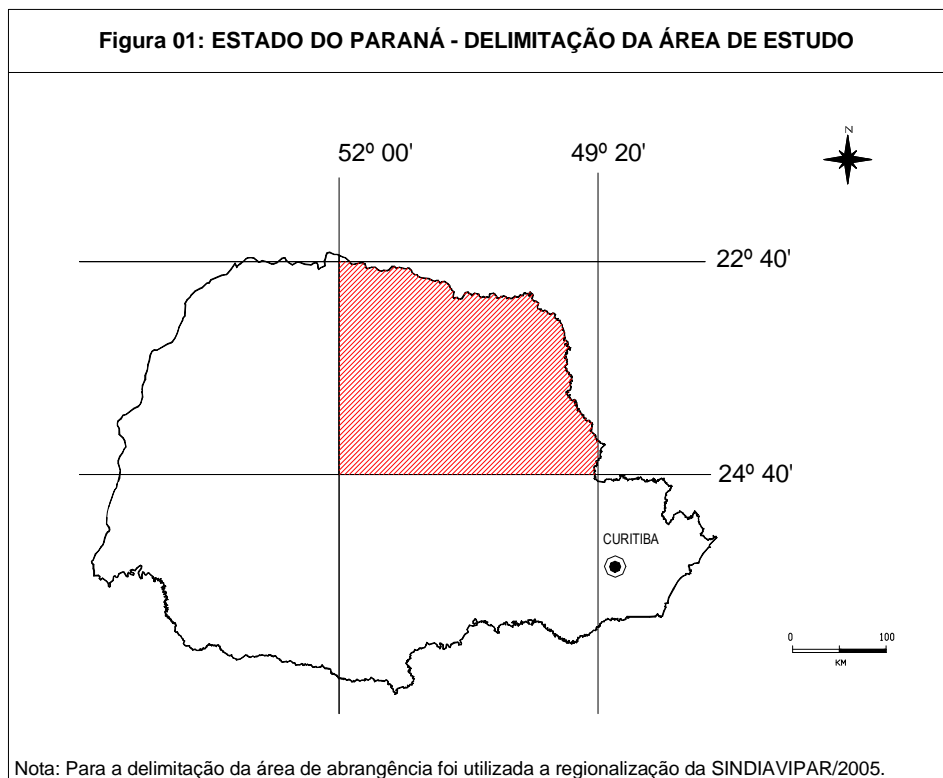 Figura 01: ESTADO DO PARANÁ - DELIMITAÇÃO DA ÁREA DE ESTUDO
52º 00'
49º 20'
N
22º 40'
24º 40'
CURITIBA
0 100
KM
Nota: Para a delimitação da área de abrangência foi utilizada a regionalização da SINDIAVIPAR/2005.